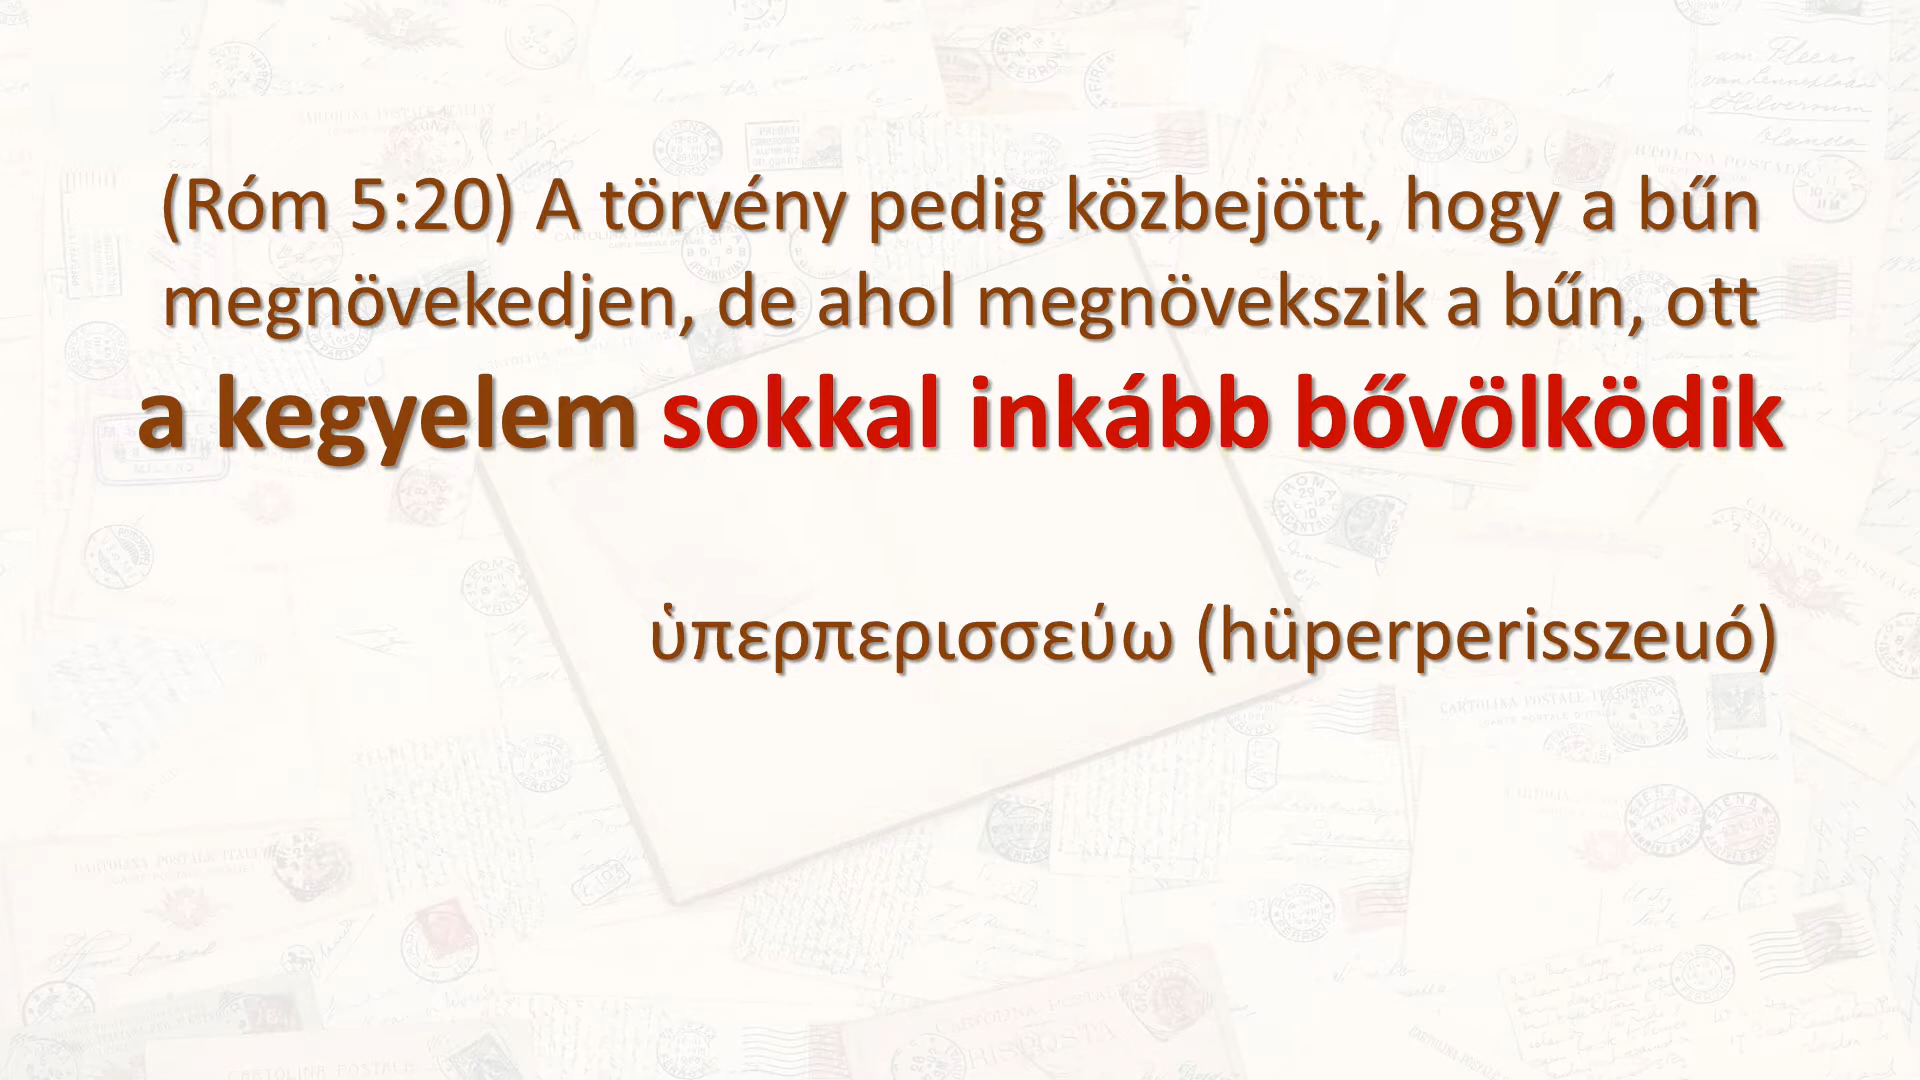 (Róm 5:20) A törvény pedig közbejött, hogy a bűn
megnövekedjen, de ahol megnövekszik a bűn, ott
a kegyelem sokkal inkább bővölködik
ὑπερπερισσεύω (hüperperisszeuó)